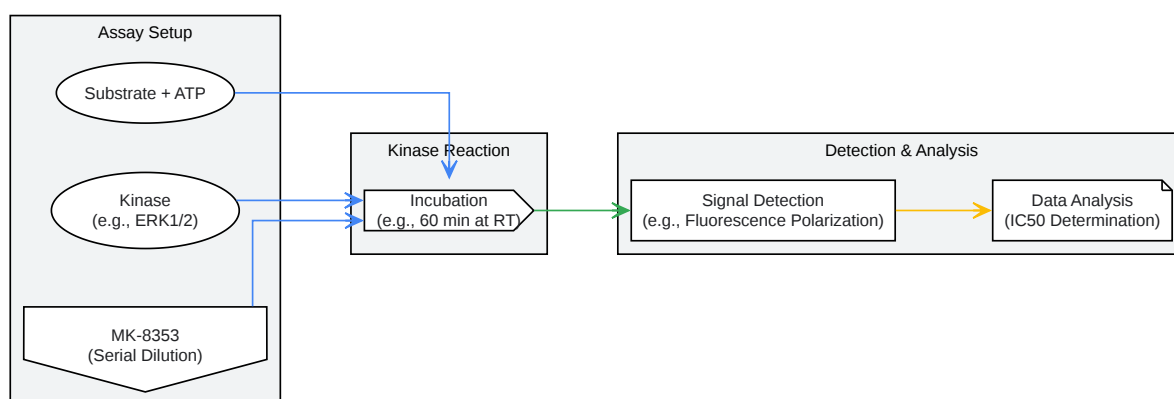 Assay Setup
Substrate + ATP
Kinase
(e.g., ERK1/2)
MK-8353
(Serial Dilution)
Kinase Reaction
Incubation
(e.g., 60 min at RT)
Detection & Analysis
Signal Detection
(e.g., Fluorescence Polarization)
Data Analysis
(IC50 Determination)